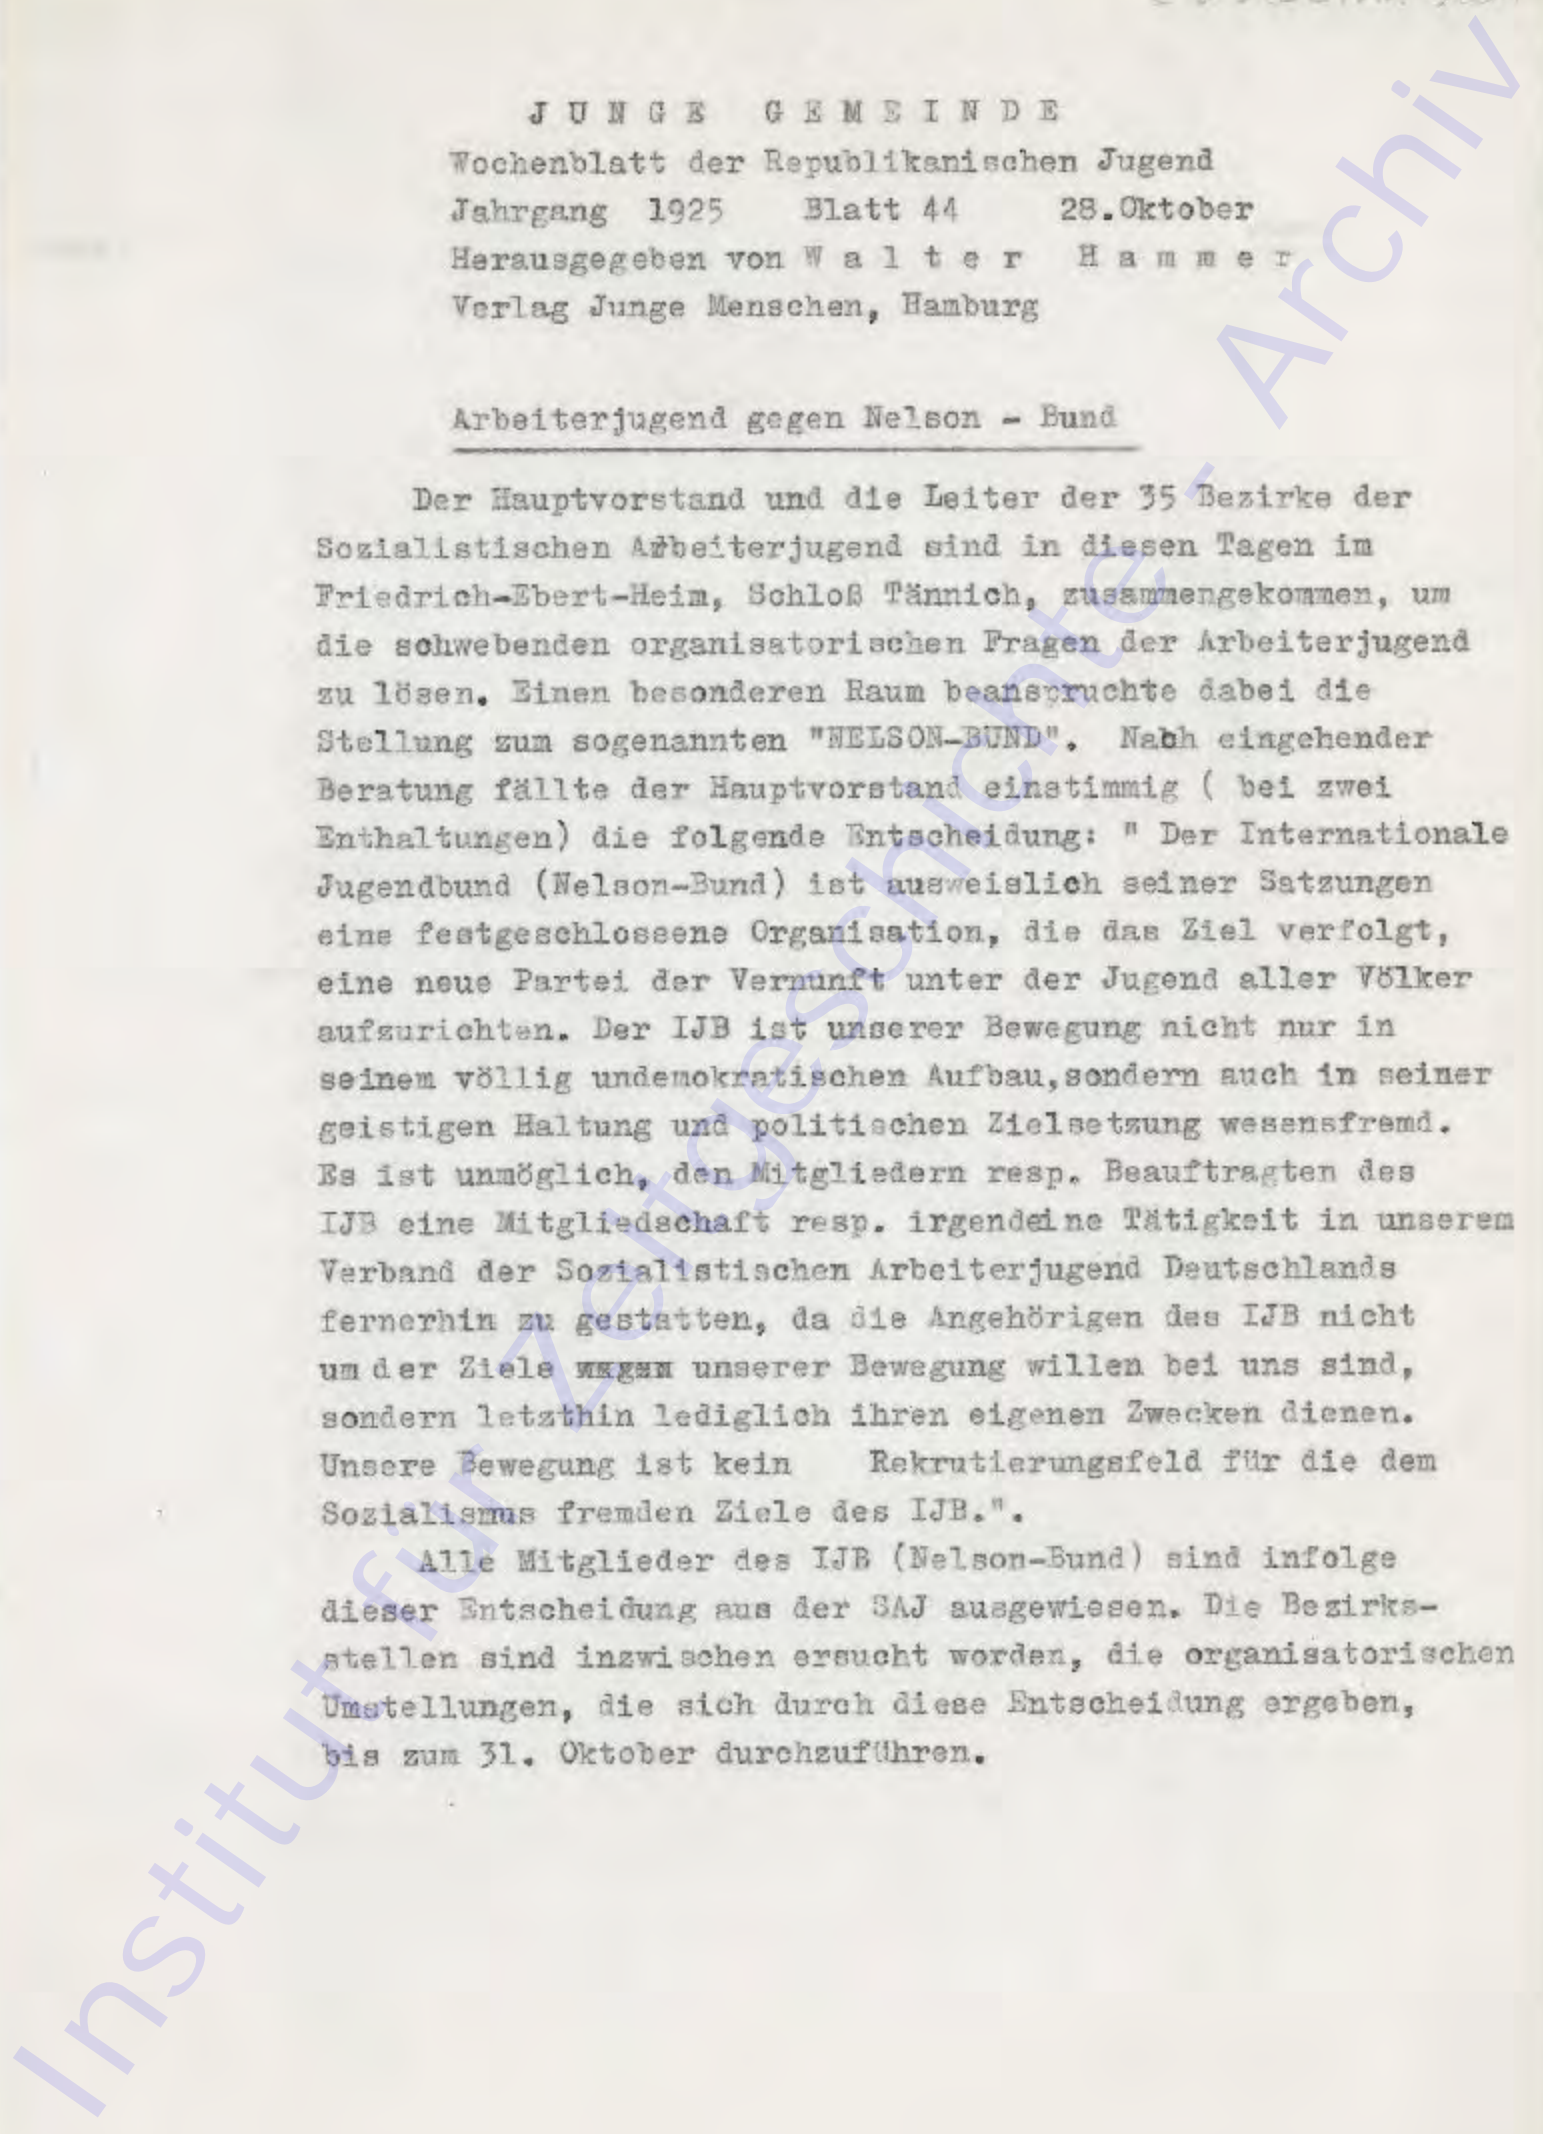 JUNGE GEMEINDE
Wochenblatt der Republikanischen Jugend
Jahrgang 1925 Blatt 44 28.Oktober
Herausgegeben von Walter Hammer
Verlag Junge Menschen, Hamburg
Arbeiterjugend gegen Nelson - Bund
Der Hauptvorstand und die Leiter der 35 Bezirke der
Sozialistischen Arbeiterjugend sind in diesen Tagen im
Friedrich-Ebert-Heim, Schloß Tännich, zusammengekommen, um
die schwebenden organisatorischen Fragen der Arbeiterjugend
zu lösen. Einen besonderen Raum beanspruchte dabei die
Stellung zum sogenannten "NELSON-BUND". Nach eingehender
Beratung fällte der Hauptvorstand einstimmig ( bei zwei
Enthaltungen) die folgende Entscheidung: " Der Internationale
Jugendbund (Nelson-Bund) ist ausweislich seiner Satzungen
eine festgeschlossene Organisation, die das Ziel verfolgt,
eine neue Partei der Vernunft unter der Jugend aller Völker
aufzurichten. Der IJB ist unserer Bewegung nicht nur in
seinem völlig undemokratischen Aufbau,sondern auch in seiner
geistigen Haltung und politischen Zielsetzung wesensfremd.
Es ist unmöglich, den Mitgliedern resp. Beauftragten des
IJB eine Mitgliedschaft resp. irgendeine Tätigkeit in unserem
Verband der Sozialistischen Arbeiterjugend Deutschlands
fernerhin zu gestatten, da die Angehörigen des IJB nicht
um der Ziele wegen unserer Bewegung willen bei uns sind,
sondern letzthin lediglich ihren eigenen Zwecken dienen.
Unsere Bewegung ist kein Rekrutierungsfeld für die dem
Sozialismus fremden Ziele des IJB.".
Alle Mitglieder des IJB (Nelson-Bund) sind infolge
dieser Entscheidung aus der SAJ ausgewiesen. Die Bezirks-
stellen sind inzwischen ersucht worden, die organisatorischen
Umstellungen, die sich durch diese Entscheidung ergeben,
bis zum 31. Oktober durchzuführen.
Institut für Zeitgeschichte - Archiv